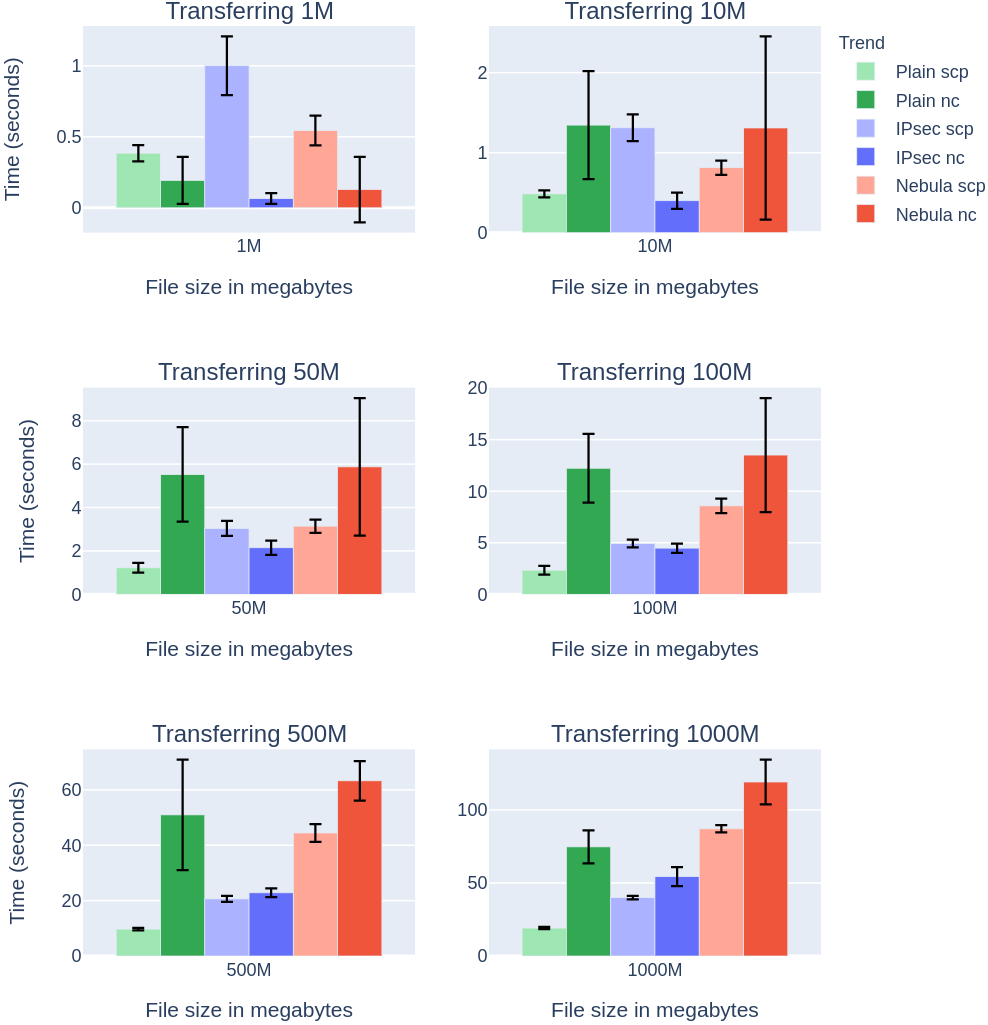 Transferring 1M
Time (seconds)
1
0.5
0
1M
File size in megabytes
Transferring 10M
2
1
0
10M
File size in megabytes
Trend
Plain scp
Plain nc
IPsec scp
IPsec nc
Nebula scp
Nebula nc
Transferring 50M
Time (seconds)
8
6
4
2
0
50M
File size in megabytes
Transferring 100M
20
15
10
5
0
100M
File size in megabytes
Transferring 500M
Time (seconds)
60
40
20
0
500M
File size in megabytes
Transferring 1000M
100
50
0
1000M
File size in megabytes